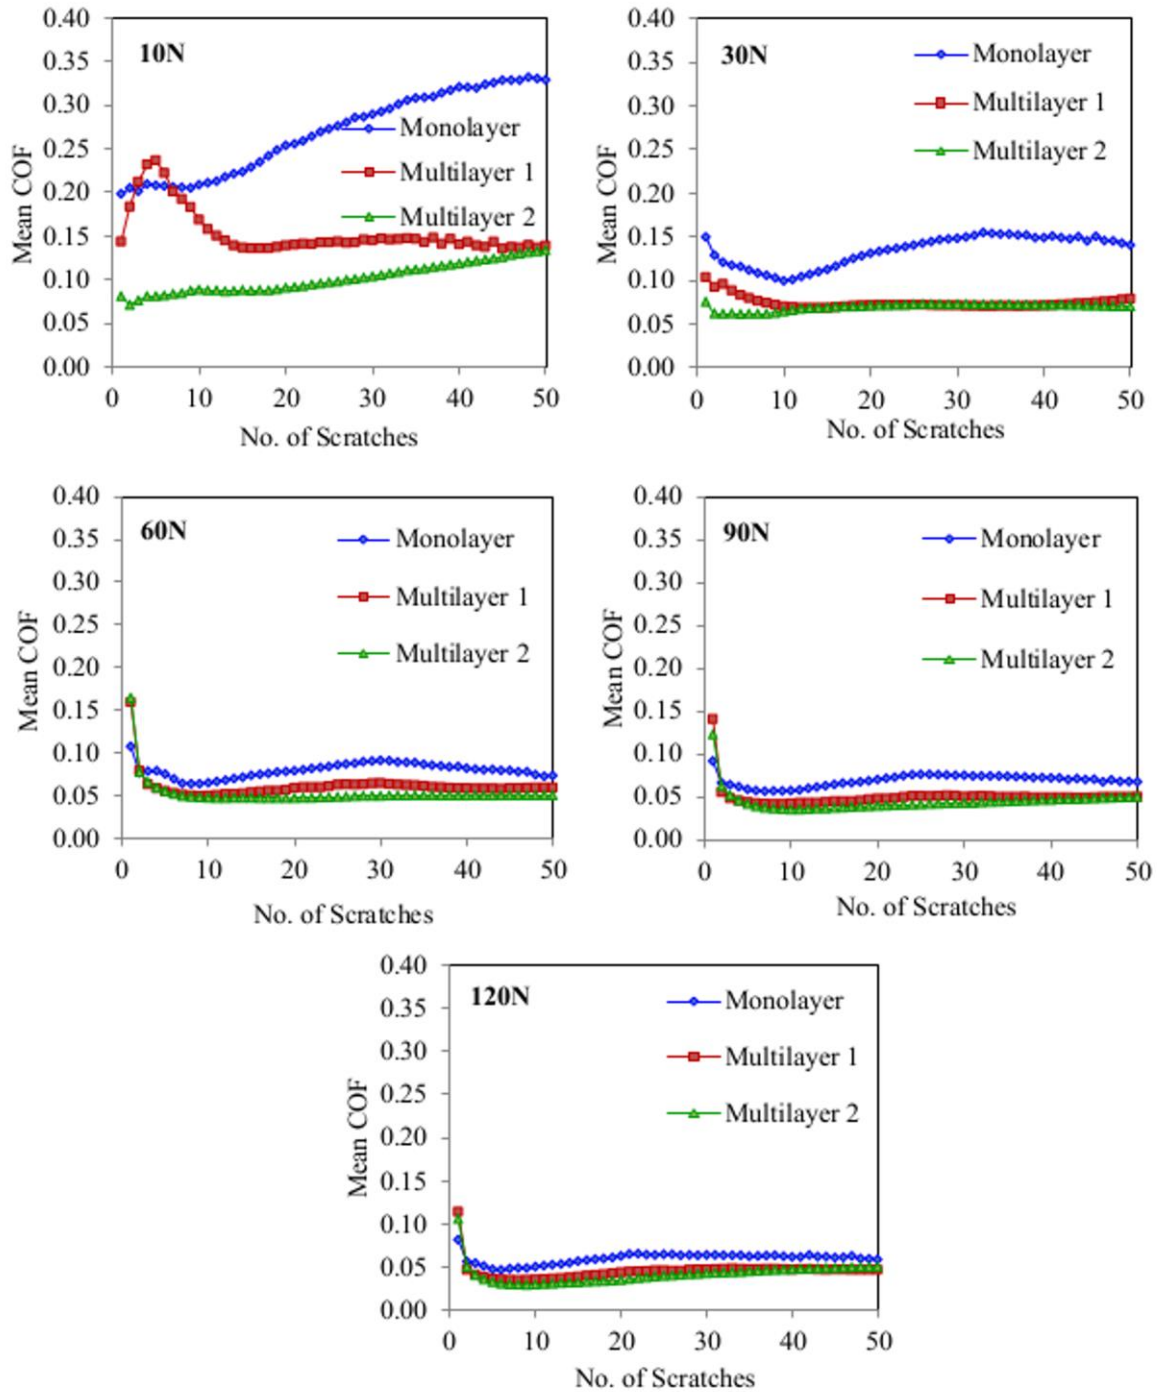 10N
Mean COF
0.40
0.35
0.30
0.25
0.20
0.15
0.10
0.05
0.00
Monolayer
Multilayer 1
Multilayer 2
0 10 20 30 40 50
No. of Scratches
30N
Mean COF
0.40
0.35
0.30
0.25
0.20
0.15
0.10
0.05
0.00
Monolayer
Multilayer 1
Multilayer 2
0 10 20 30 40 50
No. of Scratches
60N
Mean COF
0.40
0.35
0.30
0.25
0.20
0.15
0.10
0.05
0.00
Monolayer
Multilayer 1
Multilayer 2
0 10 20 30 40 50
No. of Scratches
90N
Mean COF
0.40
0.35
0.30
0.25
0.20
0.15
0.10
0.05
0.00
Monolayer
Multilayer 1
Multilayer 2
0 10 20 30 40 50
No. of Scratches
120N
Mean COF
0.40
0.35
0.30
0.25
0.20
0.15
0.10
0.05
0.00
Monolayer
Multilayer 1
Multilayer 2
0 10 20 30 40 50
No. of Scratches